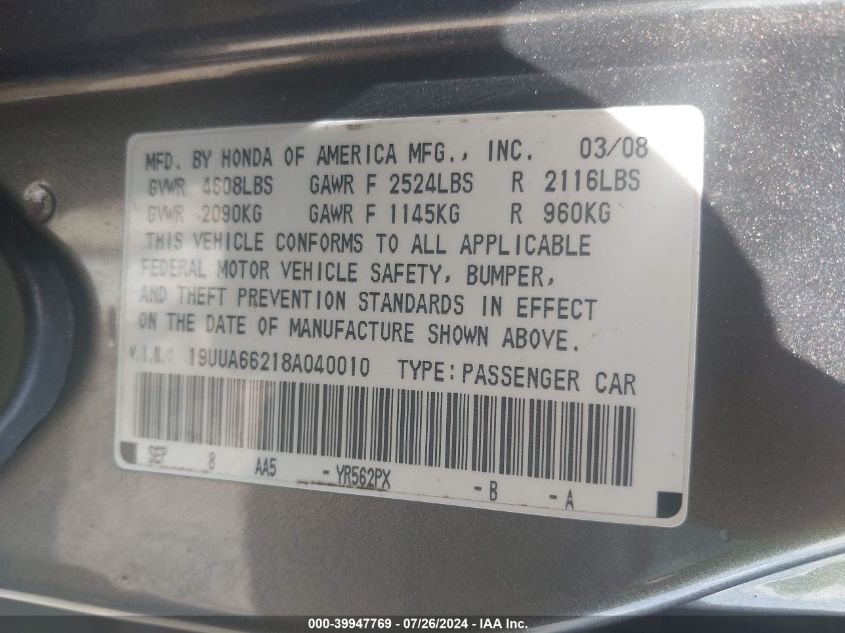 MFD. BY HONDA OF AMERICA MFG., INC. 03/08
GVWR 4608LBS GAWR F 2524LBS R 2116LBS
GVWR 2090KG GAWR F 1145KG R 960KG
THIS VEHICLE CONFORMS TO ALL APPLICABLE
FEDERAL MOTOR VEHICLE SAFETY, BUMPER,
AND THEFT PREVENTION STANDARDS IN EFFECT
ON THE DATE OF MANUFACTURE SHOWN ABOVE.
V.I.N.: 19UUA66218A040010 TYPE: PASSENGER CAR
SEP 8 AA5 - YR562PX - B - A
000-39947769 - 07/26/2024 - IAA Inc.